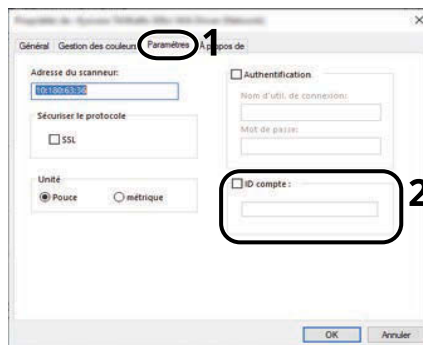 Général Gestion des couleurs Paramètres À propos de
1
Adresse du scanneur:
10:180:63:36
Sécuriser le protocole
SSL
Unité
Pouce métrique
Authentification
Nom d'util. de connexion:
Mot de passe:
ID compte :
2
OK Annuler